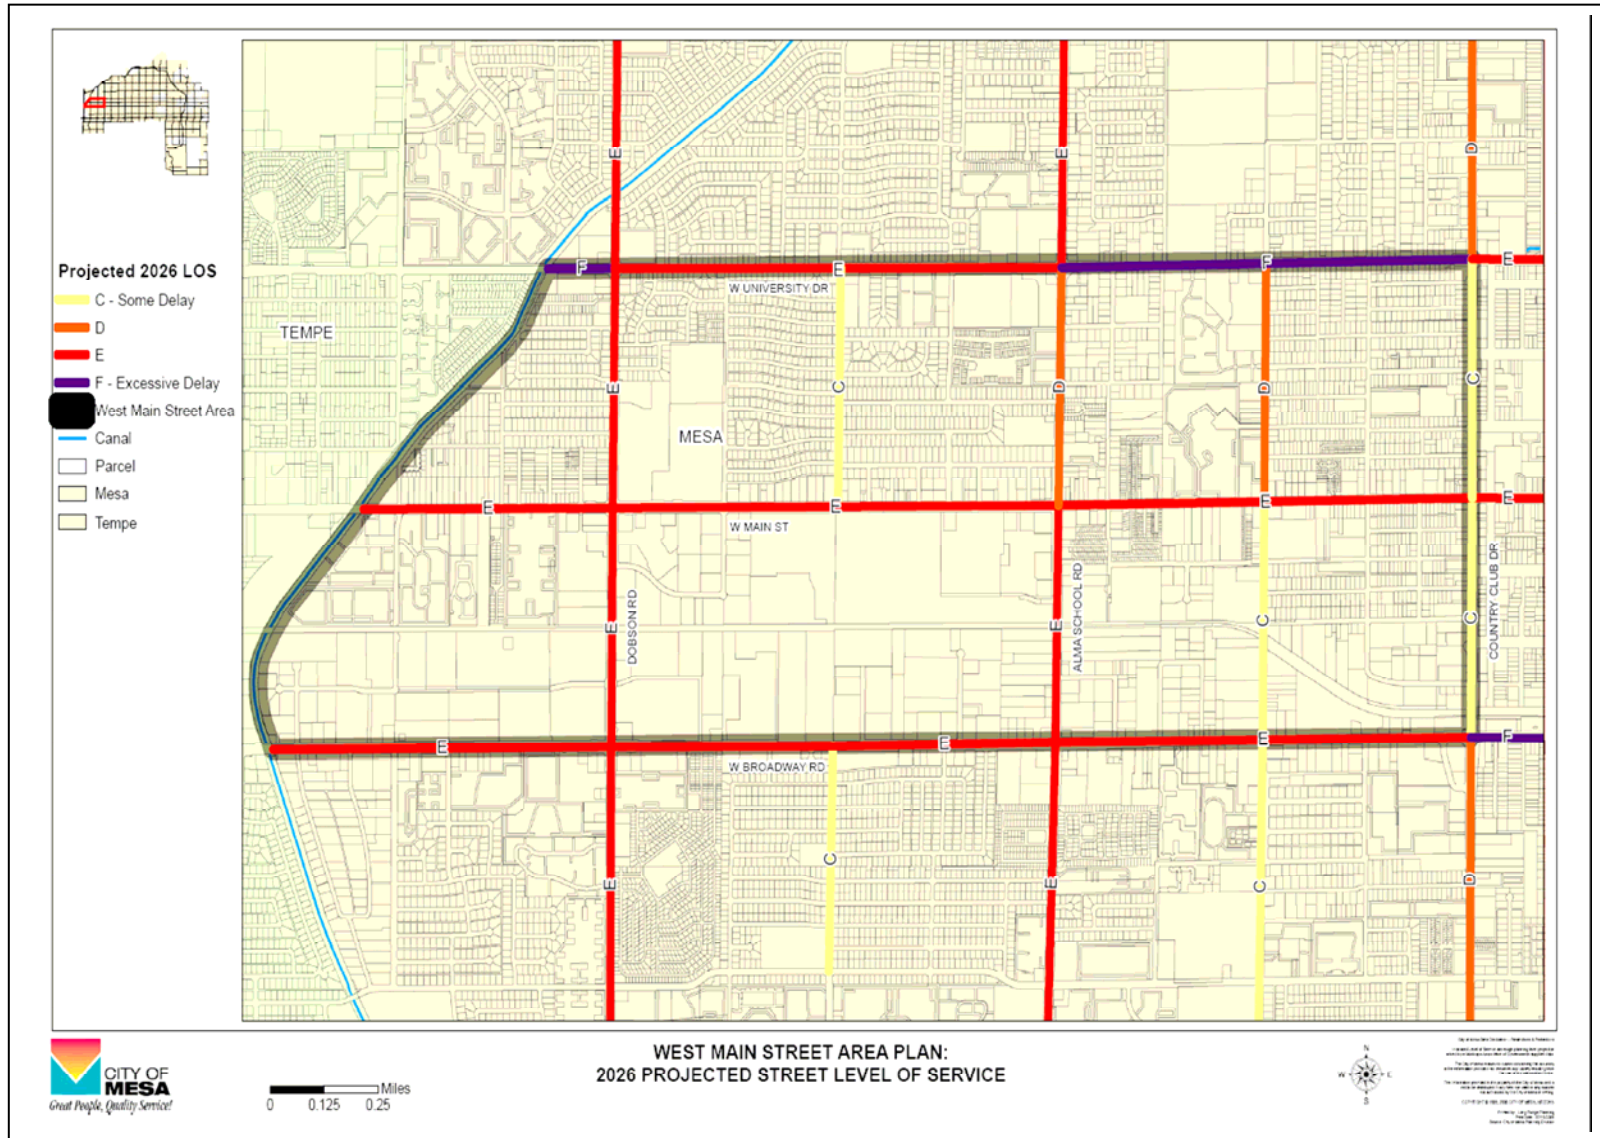 Projected 2026 LOS
C - Some Delay
D
E
F - Excessive Delay
West Main Street Area
Canal
Parcel
Mesa
Tempe
TEMPE
MESA
E
E
D
F
E
F
E
W UNIVERSITY DR
E
C
D
D
C
E
E
E
E
W MAIN ST
DOBSON RD
ALMA SCHOOL RD
COUNTRY CLUB DR
E
E
C
C
E
E
E
F
W BROADWAY RD
C
E
E
C
D
CITY OF
MESA
Great People, Quality Service!
Miles
0 0.125 0.25
WEST MAIN STREET AREA PLAN:
2026 PROJECTED STREET LEVEL OF SERVICE
N
W E
S